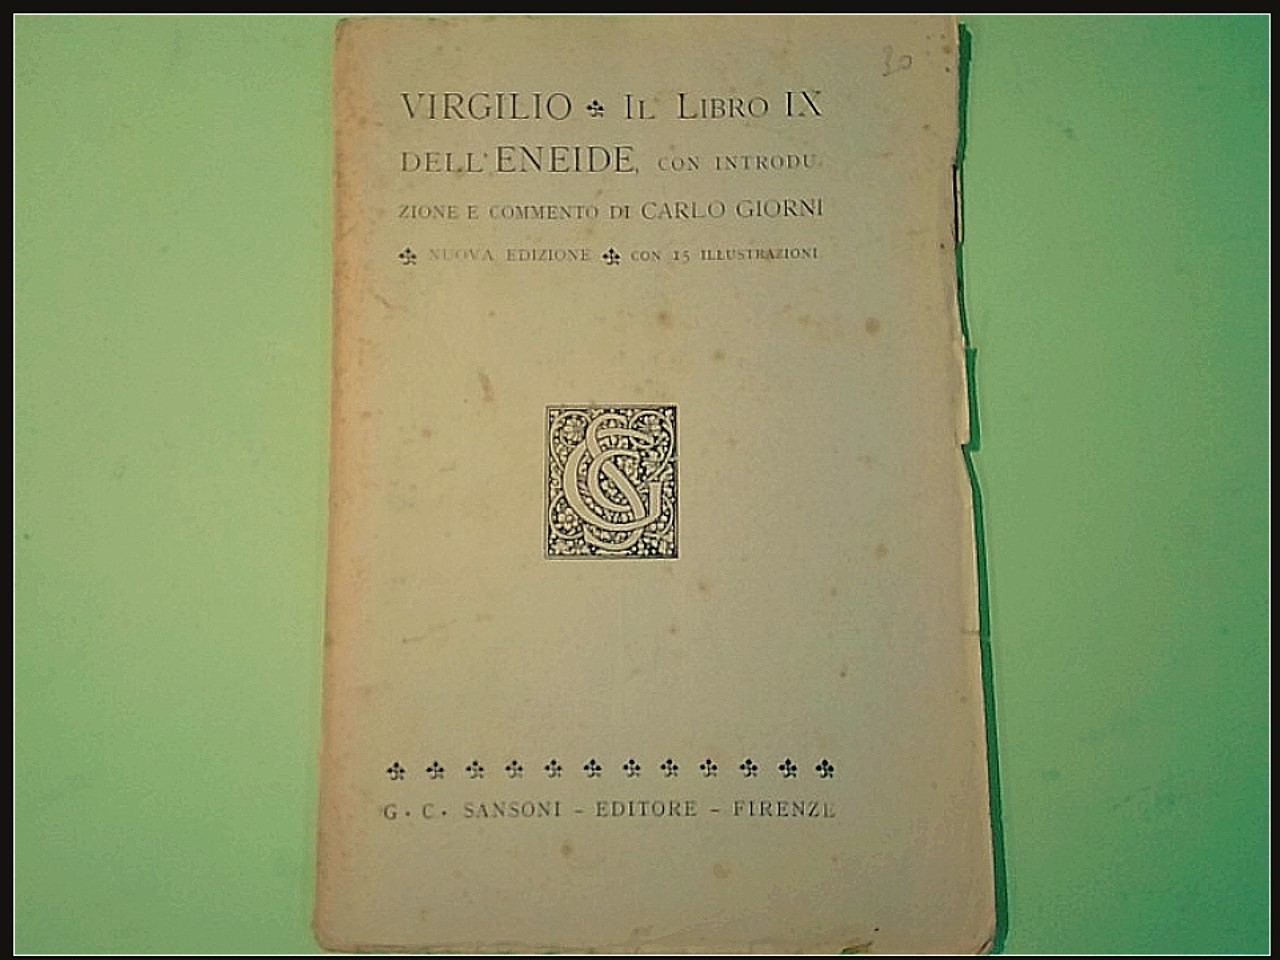 30
VIRGILIO ✤ IL LIBRO IX
DELL'ENEIDE, CON INTRODU-
ZIONE E COMMENTO DI CARLO GIORNI
✤ NUOVA EDIZIONE ✤ CON 15 ILLUSTRAZIONI
G. C. SANSONI - EDITORE - FIRENZE